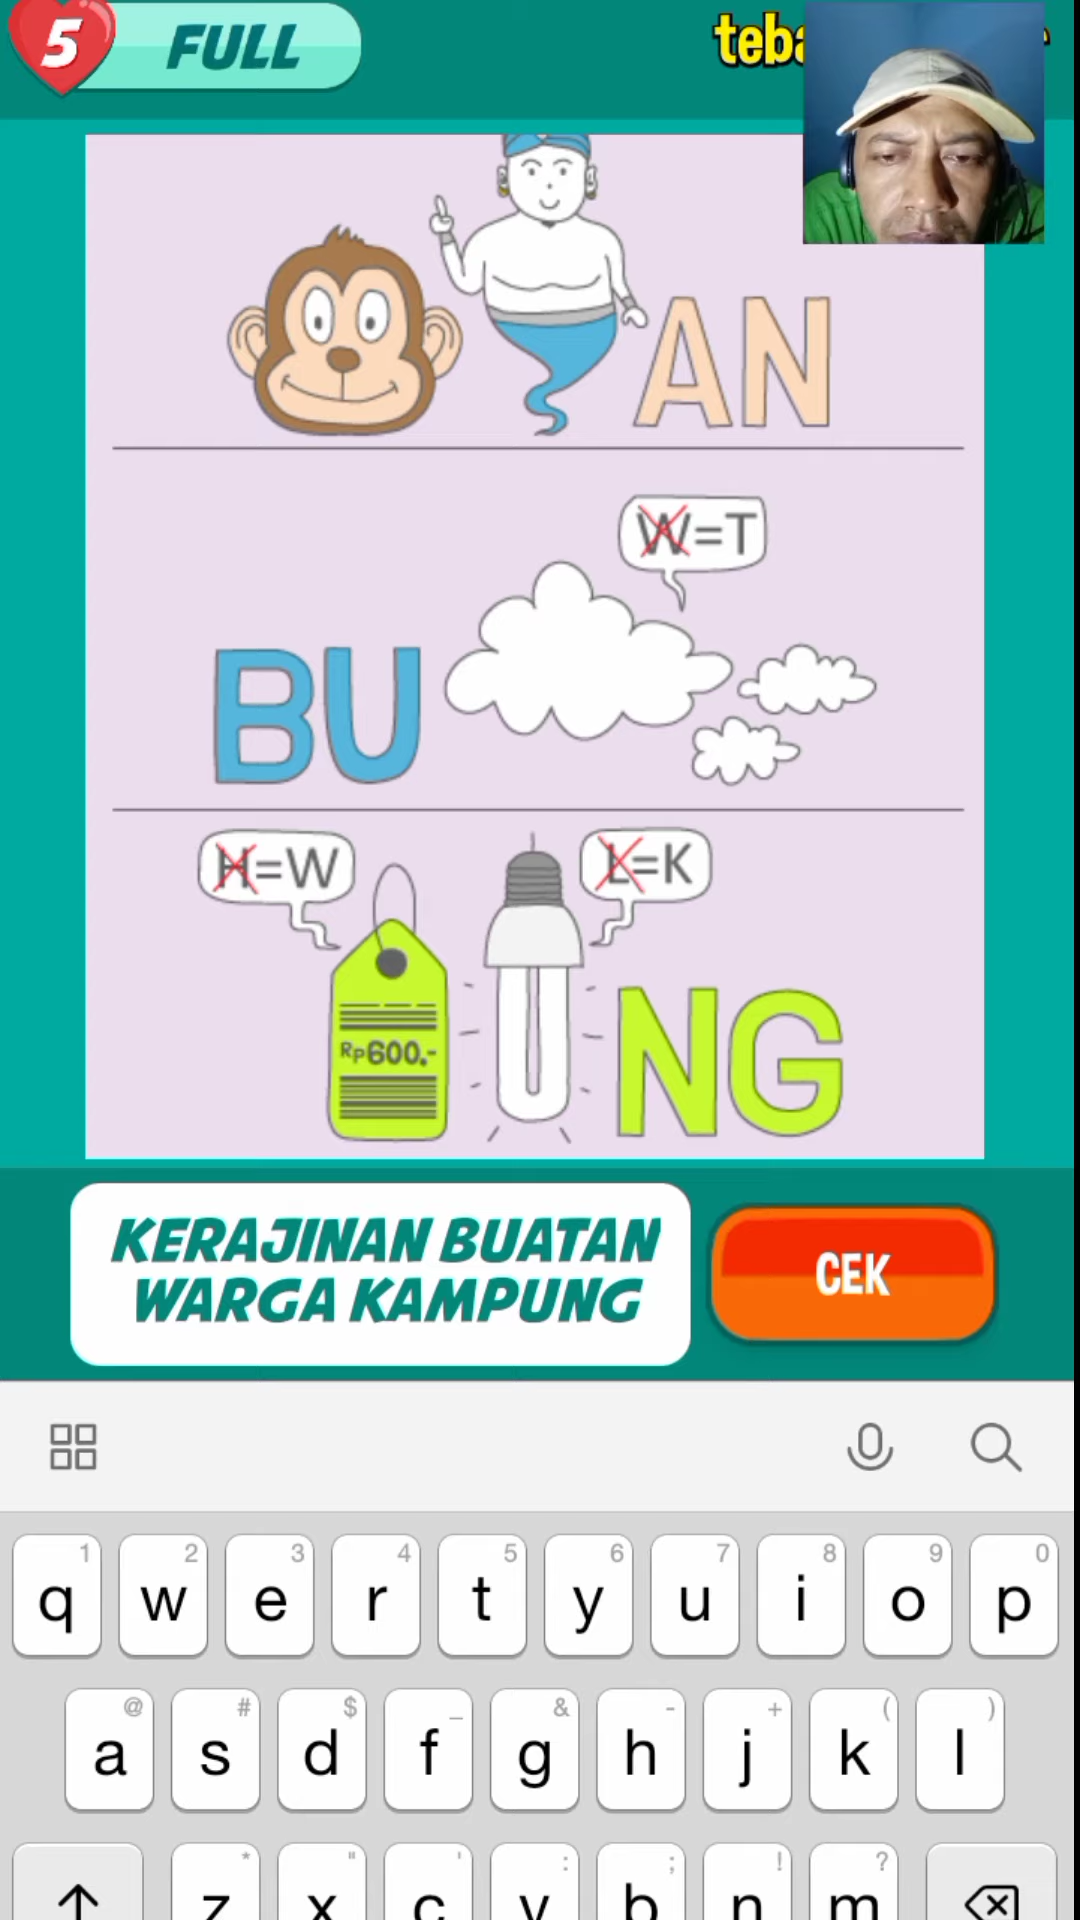 5 FULL
AN
W=T
BU
H=W
L=K
Rp600.-
NG
KERAJINAN BUATAN
WARGA KAMPUNG
CEK
1 2 3 4 5 6 7 8 9 0
q w e r t y u i o p
@ # $ _ & - + ( )
a s d f g h j k l
* " ' : ; ! ?
z x c v b n m